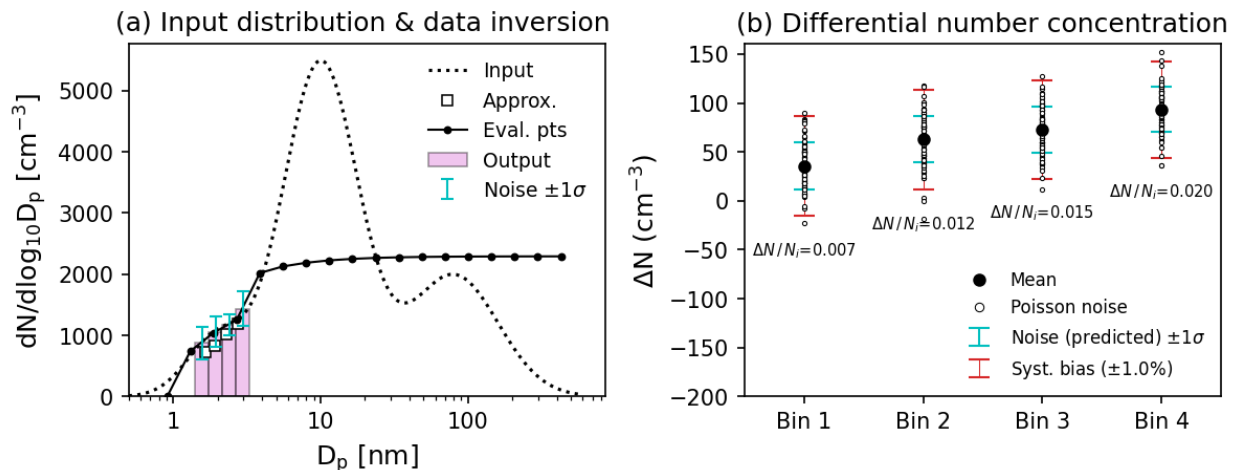 (a) Input distribution & data inversion
dN/dlog₁₀Dₚ [cm⁻³]
5000
4000
3000
2000
1000
0
Input
Approx.
Eval. pts
Output
Noise ±1σ
1
10
100
Dₚ [nm]
(b) Differential number concentration
ΔN (cm⁻³)
150
100
50
0
−50
−100
−150
−200
ΔN/Nᵢ=0.007
ΔN/Nᵢ=0.012
ΔN/Nᵢ=0.015
ΔN/Nᵢ=0.020
Mean
Poisson noise
Noise (predicted) ±1σ
Syst. bias (±1.0%)
Bin 1
Bin 2
Bin 3
Bin 4